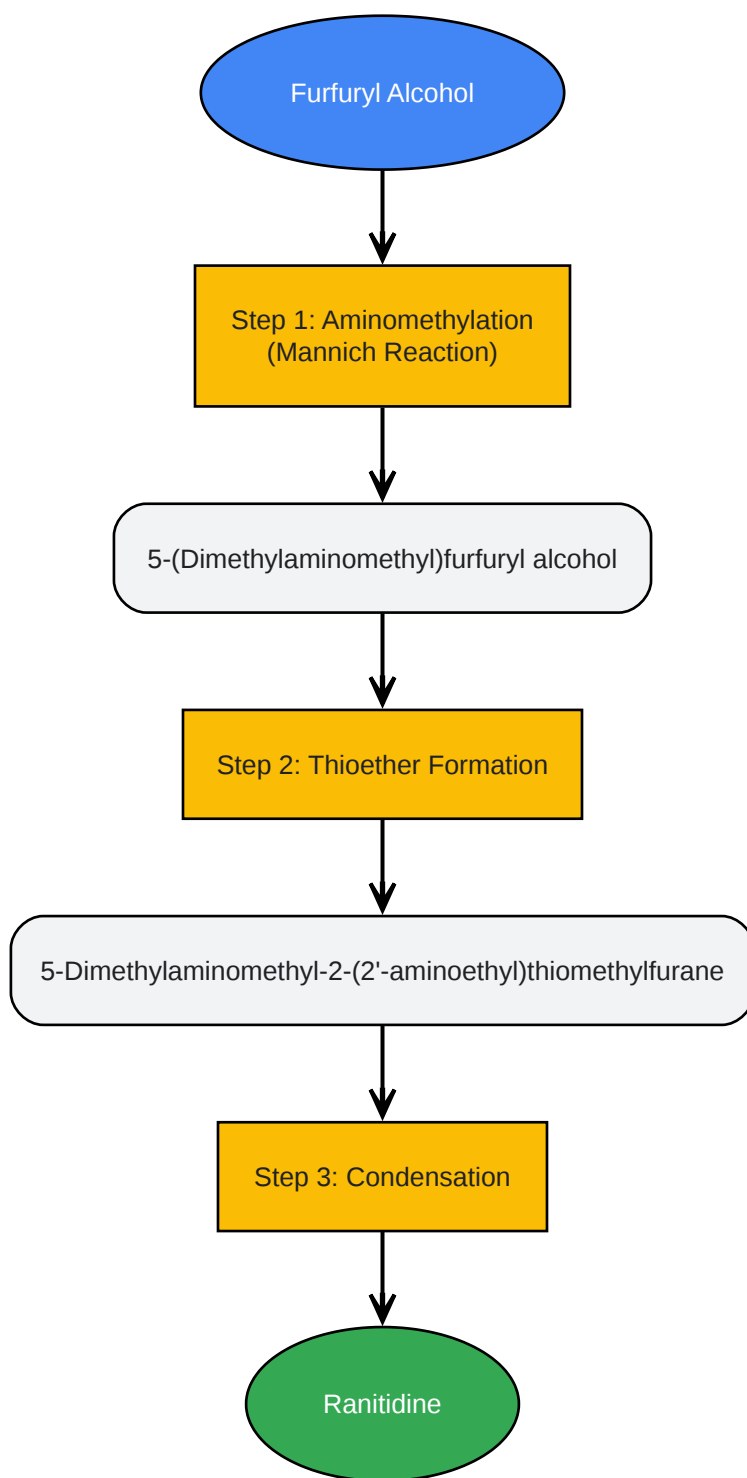 Furfuryl Alcohol
Step 1: Aminomethylation
(Mannich Reaction)
5-(Dimethylaminomethyl)furfuryl alcohol
Step 2: Thioether Formation
5-Dimethylaminomethyl-2-(2'-aminoethyl)thiomethylfurane
Step 3: Condensation
Ranitidine